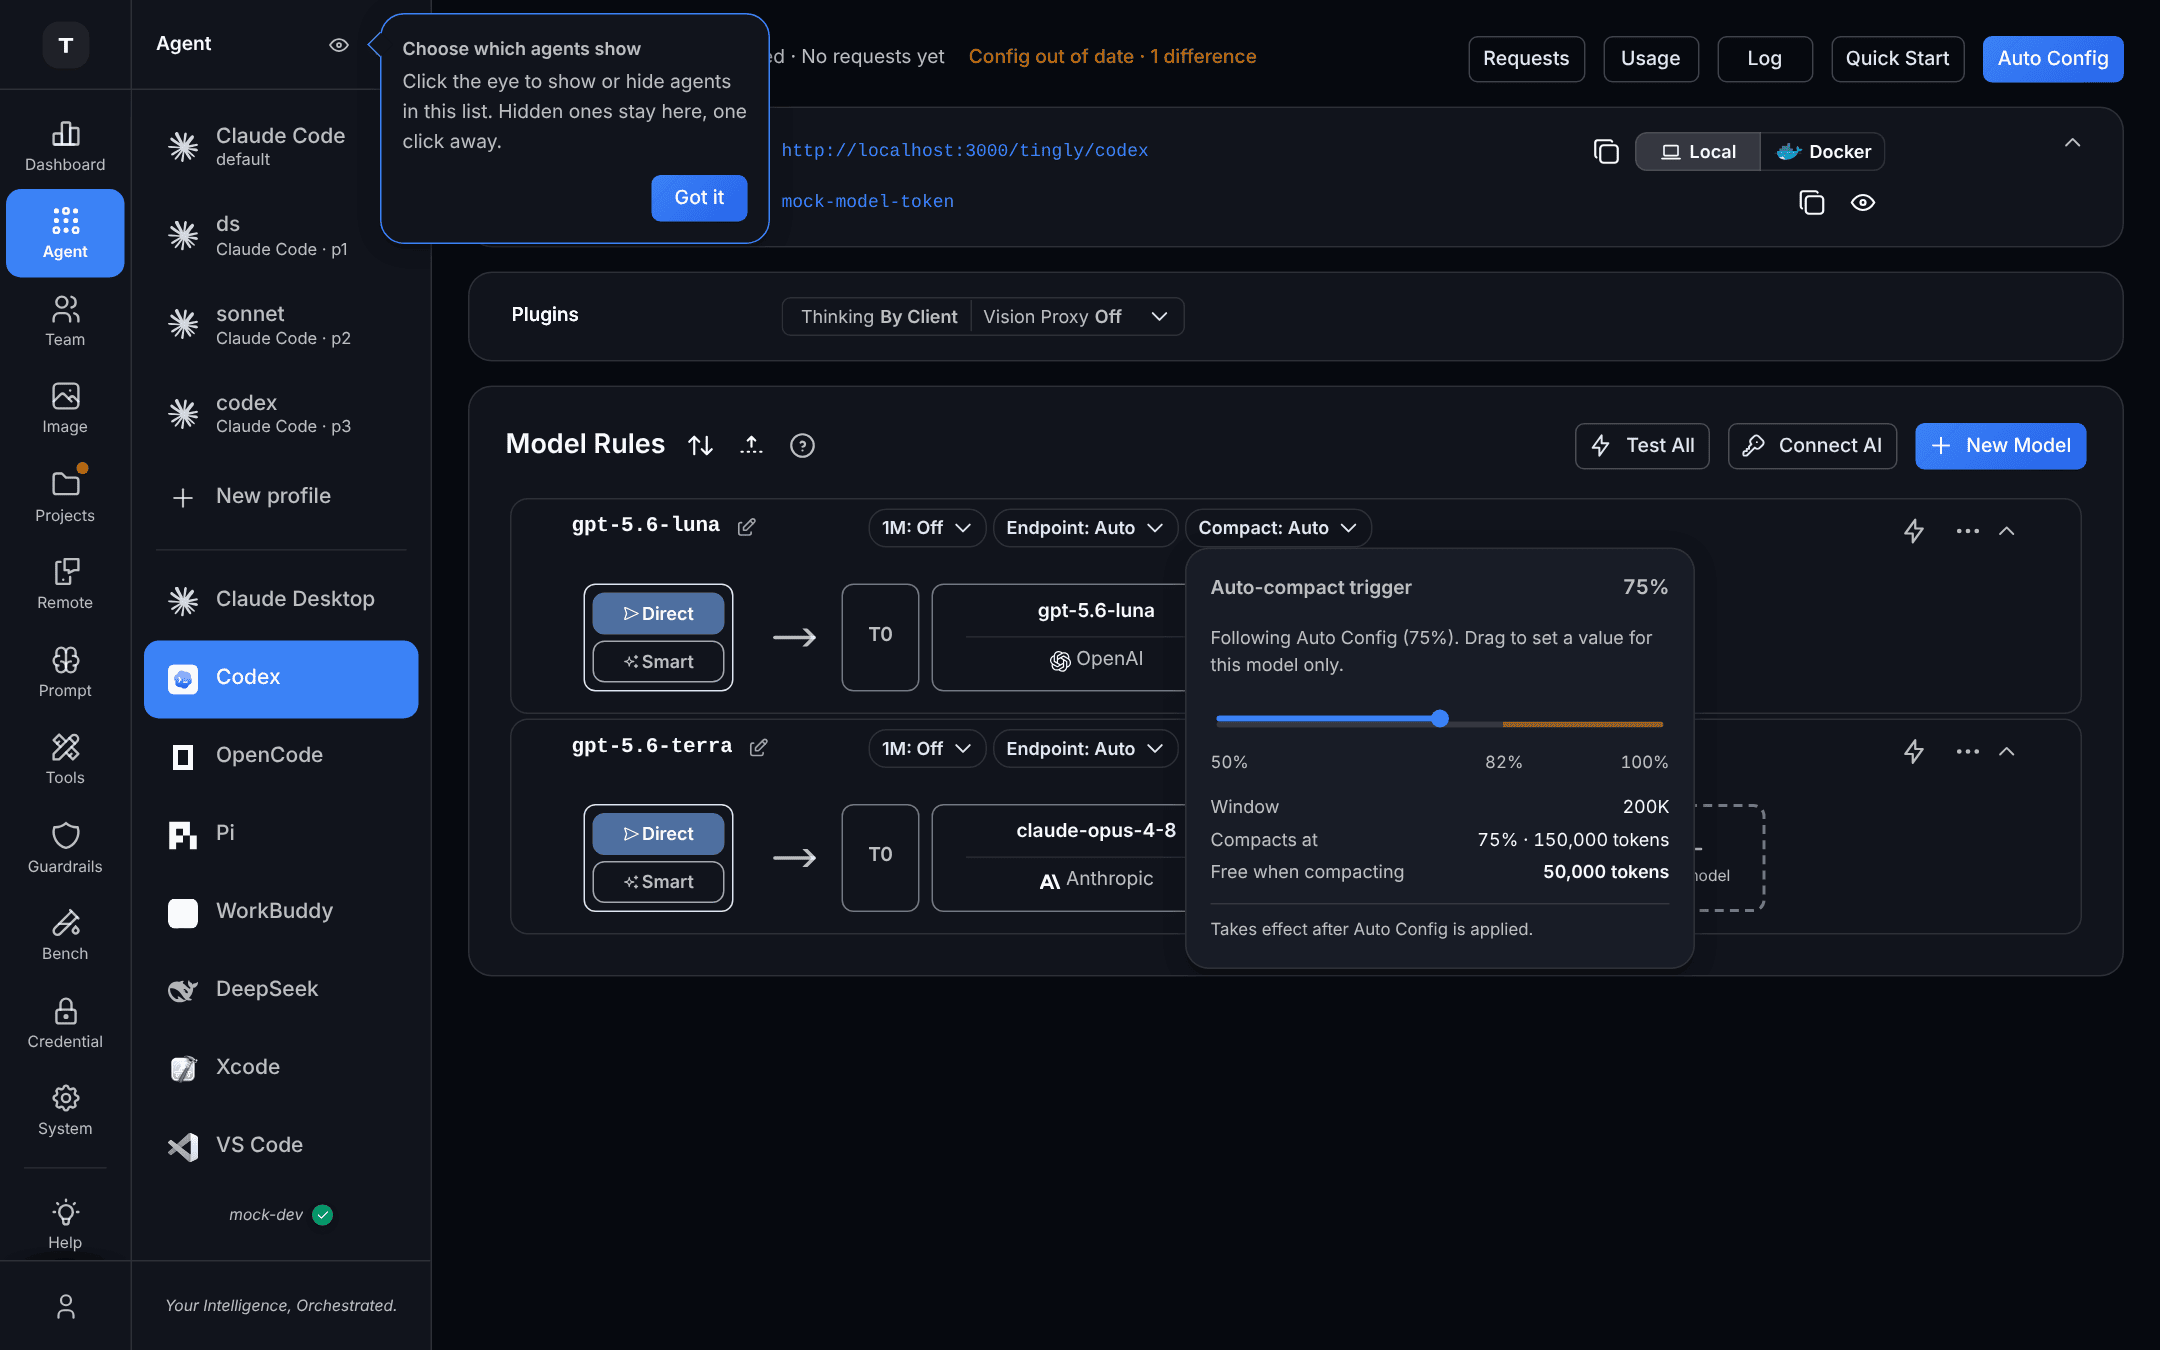 T
Dashboard
Agent
Team
Image
Projects
Remote
Prompt
Tools
Guardrails
Bench
Credential
System
Help
Agent
Claude Code
default
ds
Claude Code · p1
sonnet
Claude Code · p2
codex
Claude Code · p3
New profile
Claude Desktop
Codex
OpenCode
Pi
WorkBuddy
DeepSeek
Xcode
VS Code
mock-dev
Your Intelligence, Orchestrated.
Choose which agents show
Click the eye to show or hide agents
in this list. Hidden ones stay here, one
click away.
Got it
ed · No requests yet
Config out of date · 1 difference
Requests
Usage
Log
Quick Start
Auto Config
http://localhost:3000/tingly/codex
Local
Docker
mock-model-token
Plugins
Thinking By Client
Vision Proxy Off
Model Rules
Test All
Connect AI
New Model
gpt-5.6-luna
1M: Off
Endpoint: Auto
Compact: Auto
Direct
Smart
T0
gpt-5.6-luna
OpenAI
gpt-5.6-terra
1M: Off
Endpoint: Auto
Direct
Smart
T0
claude-opus-4-8
Anthropic
Auto-compact trigger
75%
Following Auto Config (75%). Drag to set a value for
this model only.
50%
82%
100%
Window
200K
Compacts at
75% · 150,000 tokens
Free when compacting
50,000 tokens
Takes effect after Auto Config is applied.